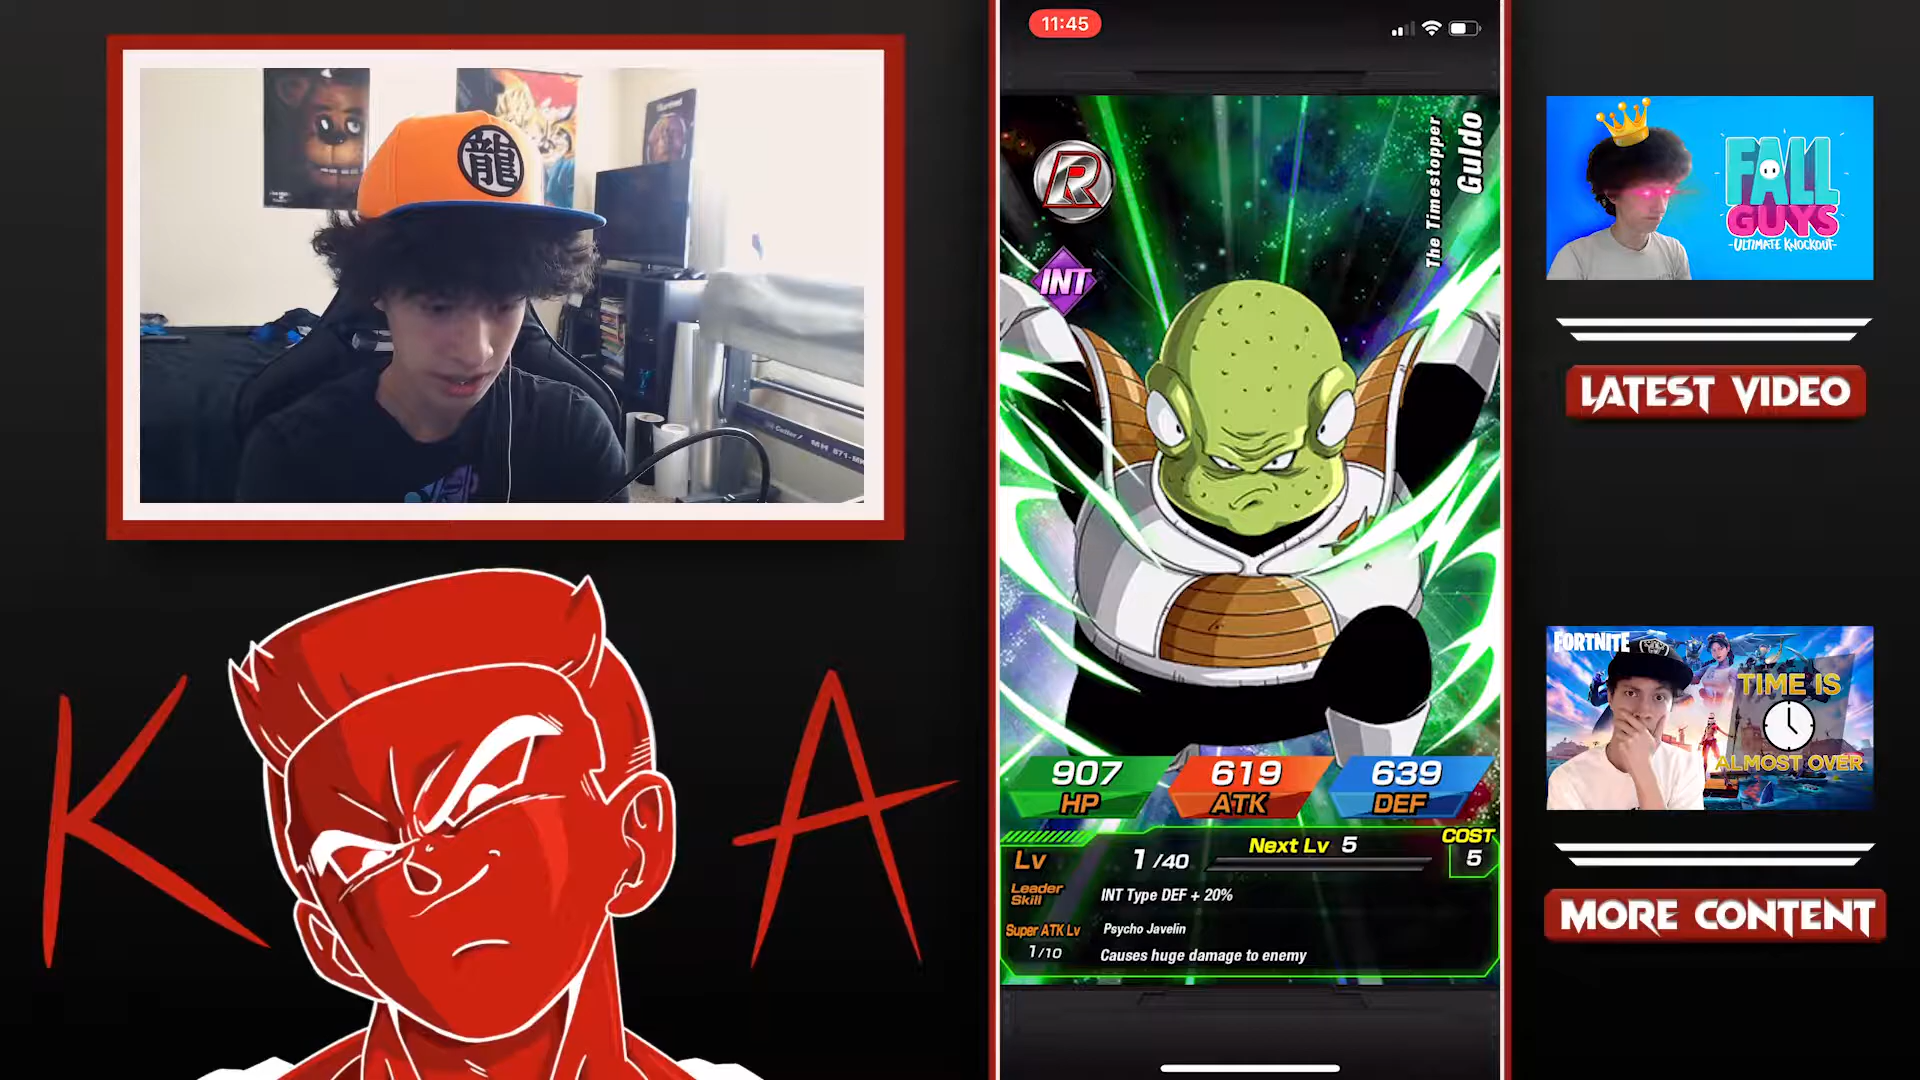 11:45
龍
R
INT
The Timestopper
Guldo
907
HP
619
ATK
639
DEF
Lv
1/40
Next Lv 5
COST
5
Leader
Skill
INT Type DEF + 20%
Super ATK Lv
1/10
Psycho Javelin
Causes huge damage to enemy
K A
FALL
GUYS
-ULTIMATE KNOCKOUT-
LATEST VIDEO
FORTNITE
TIME IS
ALMOST OVER
MORE CONTENT